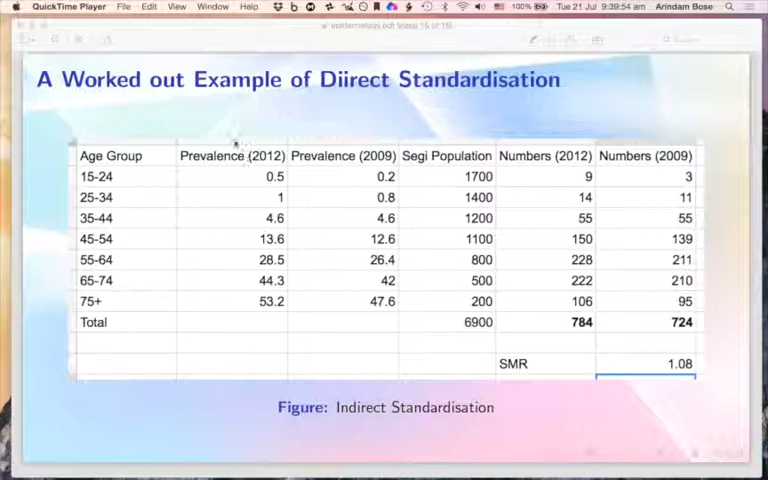 QuickTime Player File Edit View Window Help 100% Tue 21 Jul 9:39:54 am Arindam Bose
A Worked out Example of Diirect Standardisation
Age Group Prevalence (2012) Prevalence (2009) Segi Population Numbers (2012) Numbers (2009)
15-24 0.5 0.2 1700 9 3
25-34 1 0.8 1400 14 11
35-44 4.6 4.6 1200 55 55
45-54 13.6 12.6 1100 150 139
55-64 28.5 26.4 800 228 211
65-74 44.3 42 500 222 210
75+ 53.2 47.6 200 106 95
Total 6900 784 724
SMR 1.08
Figure: Indirect Standardisation